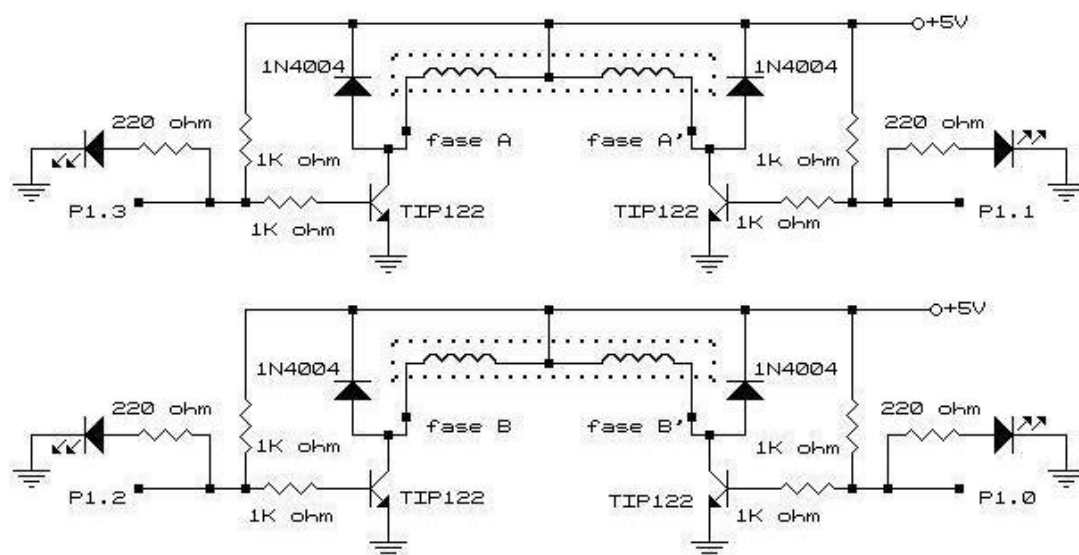 +5V
1N4004
1N4004
220 ohm
fase A
fase A'
220 ohm
1K ohm
1K ohm
P1.3
TIP122
TIP122
P1.1
1K ohm
1K ohm
+5V
1N4004
1N4004
220 ohm
fase B
fase B'
220 ohm
1K ohm
1K ohm
P1.2
TIP122
TIP122
P1.0
1K ohm
1K ohm